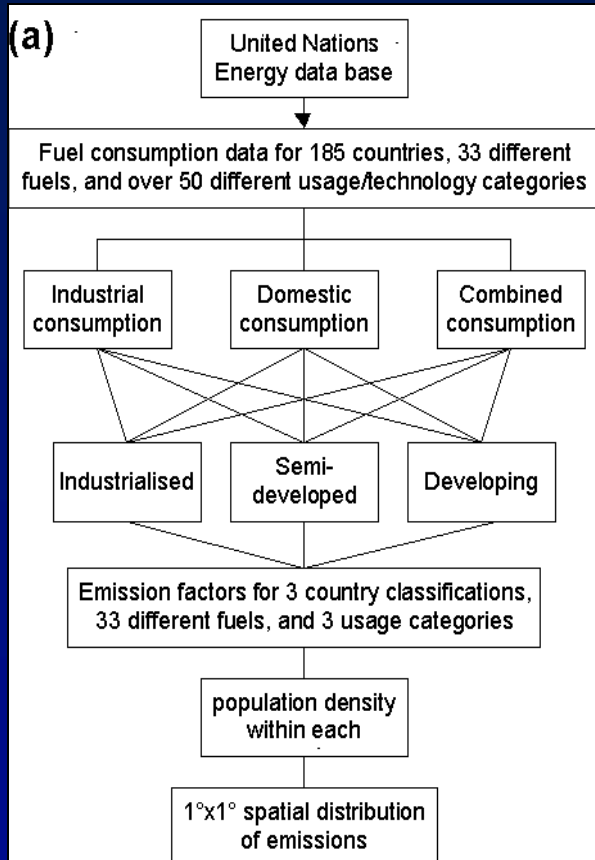 (a)
United Nations
Energy data base
Fuel consumption data for 185 countries, 33 different
fuels, and over 50 different usage/technology categories
Industrial
consumption
Domestic
consumption
Combined
consumption
Industrialised
Semi-
developed
Developing
Emission factors for 3 country classifications,
33 different fuels, and 3 usage categories
population density
within each
1°x1° spatial distribution
of emissions